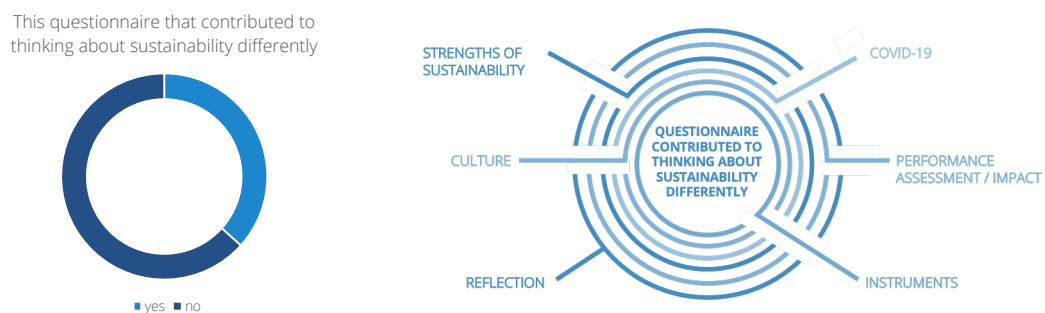 This questionnaire that contributed to
thinking about sustainability differently
yes no
STRENGTHS OF
SUSTAINABILITY
COVID-19
CULTURE
QUESTIONNAIRE
CONTRIBUTED TO
THINKING ABOUT
SUSTAINABILITY
DIFFERENTLY
PERFORMANCE
ASSESSMENT / IMPACT
REFLECTION
INSTRUMENTS